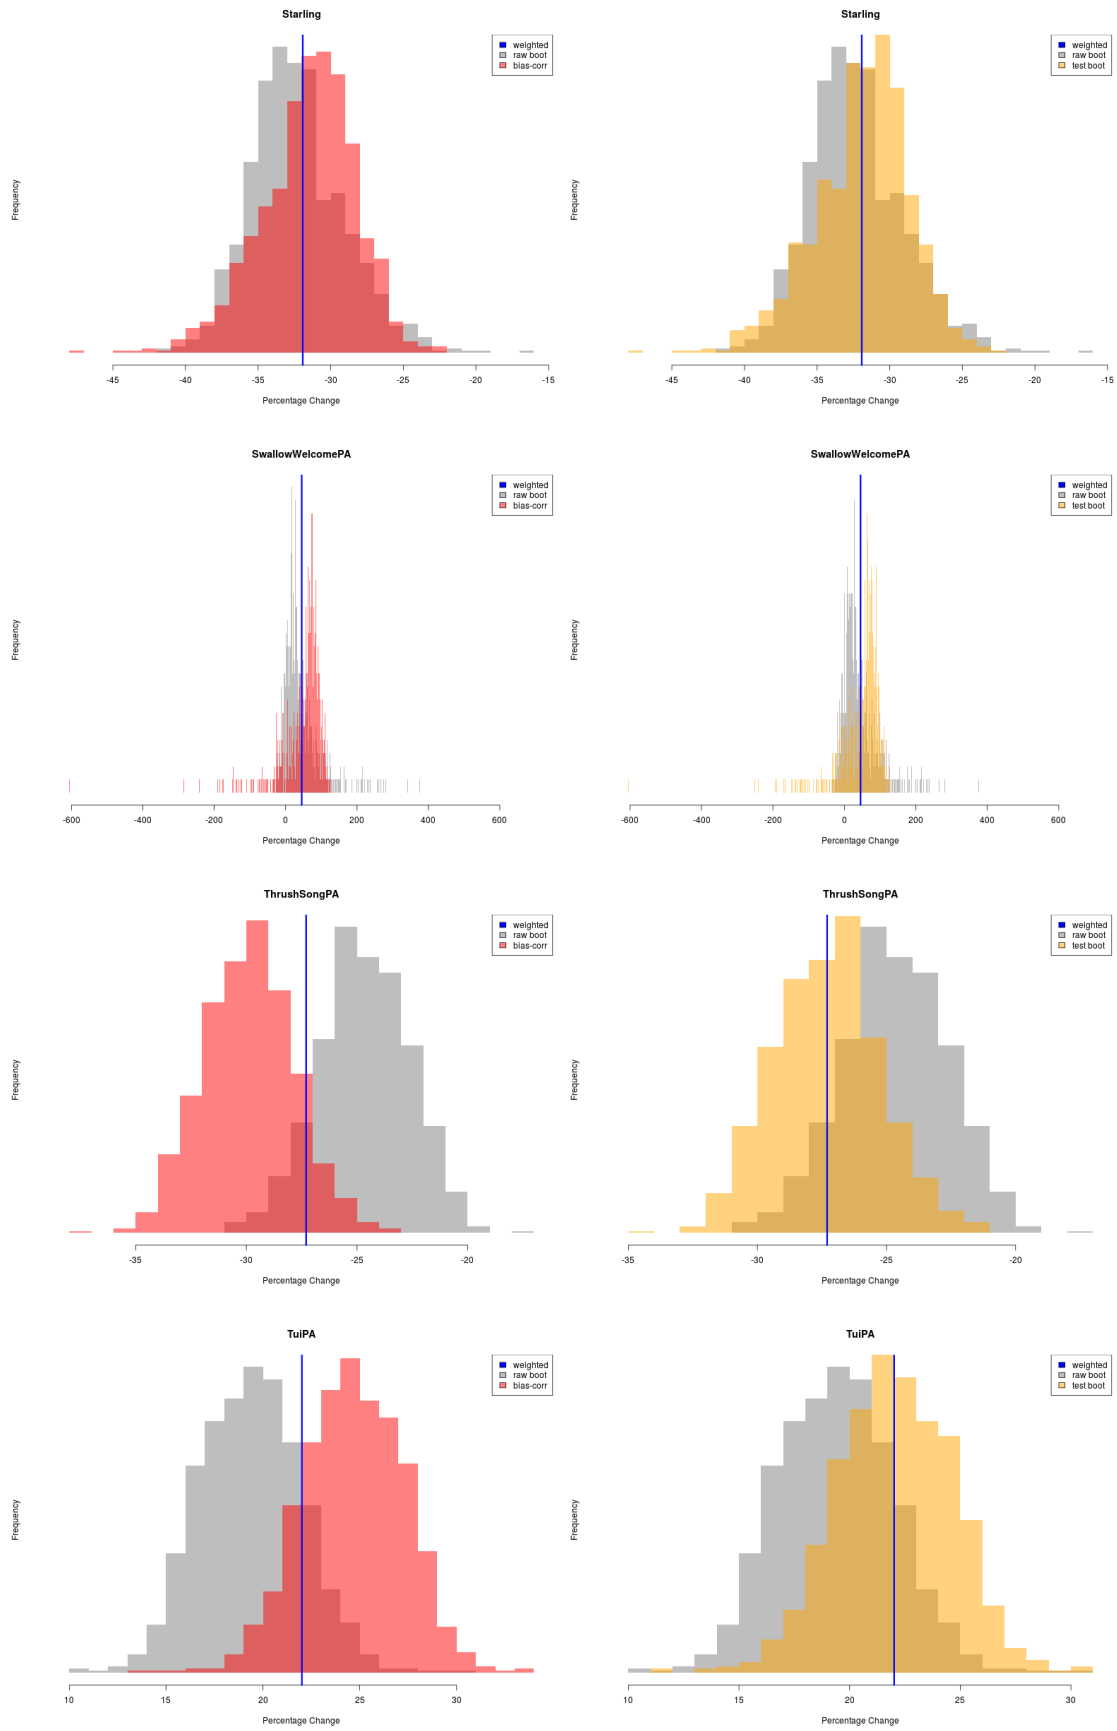 Starling
weighted
raw boot
bias-corr
Frequency
-45 -40 -35 -30 -25 -20 -15
Percentage Change
Starling
weighted
raw boot
test boot
Frequency
-45 -40 -35 -30 -25 -20 -15
Percentage Change
SwallowWelcomePA
weighted
raw boot
bias-corr
Frequency
-600 -400 -200 0 200 400 600
Percentage Change
SwallowWelcomePA
weighted
raw boot
test boot
Frequency
-600 -400 -200 0 200 400 600
Percentage Change
ThrushSongPA
weighted
raw boot
bias-corr
Frequency
-35 -30 -25 -20
Percentage Change
ThrushSongPA
weighted
raw boot
test boot
Frequency
-35 -30 -25 -20
Percentage Change
TuiPA
weighted
raw boot
bias-corr
Frequency
10 15 20 25 30
Percentage Change
TuiPA
weighted
raw boot
test boot
Frequency
10 15 20 25 30
Percentage Change